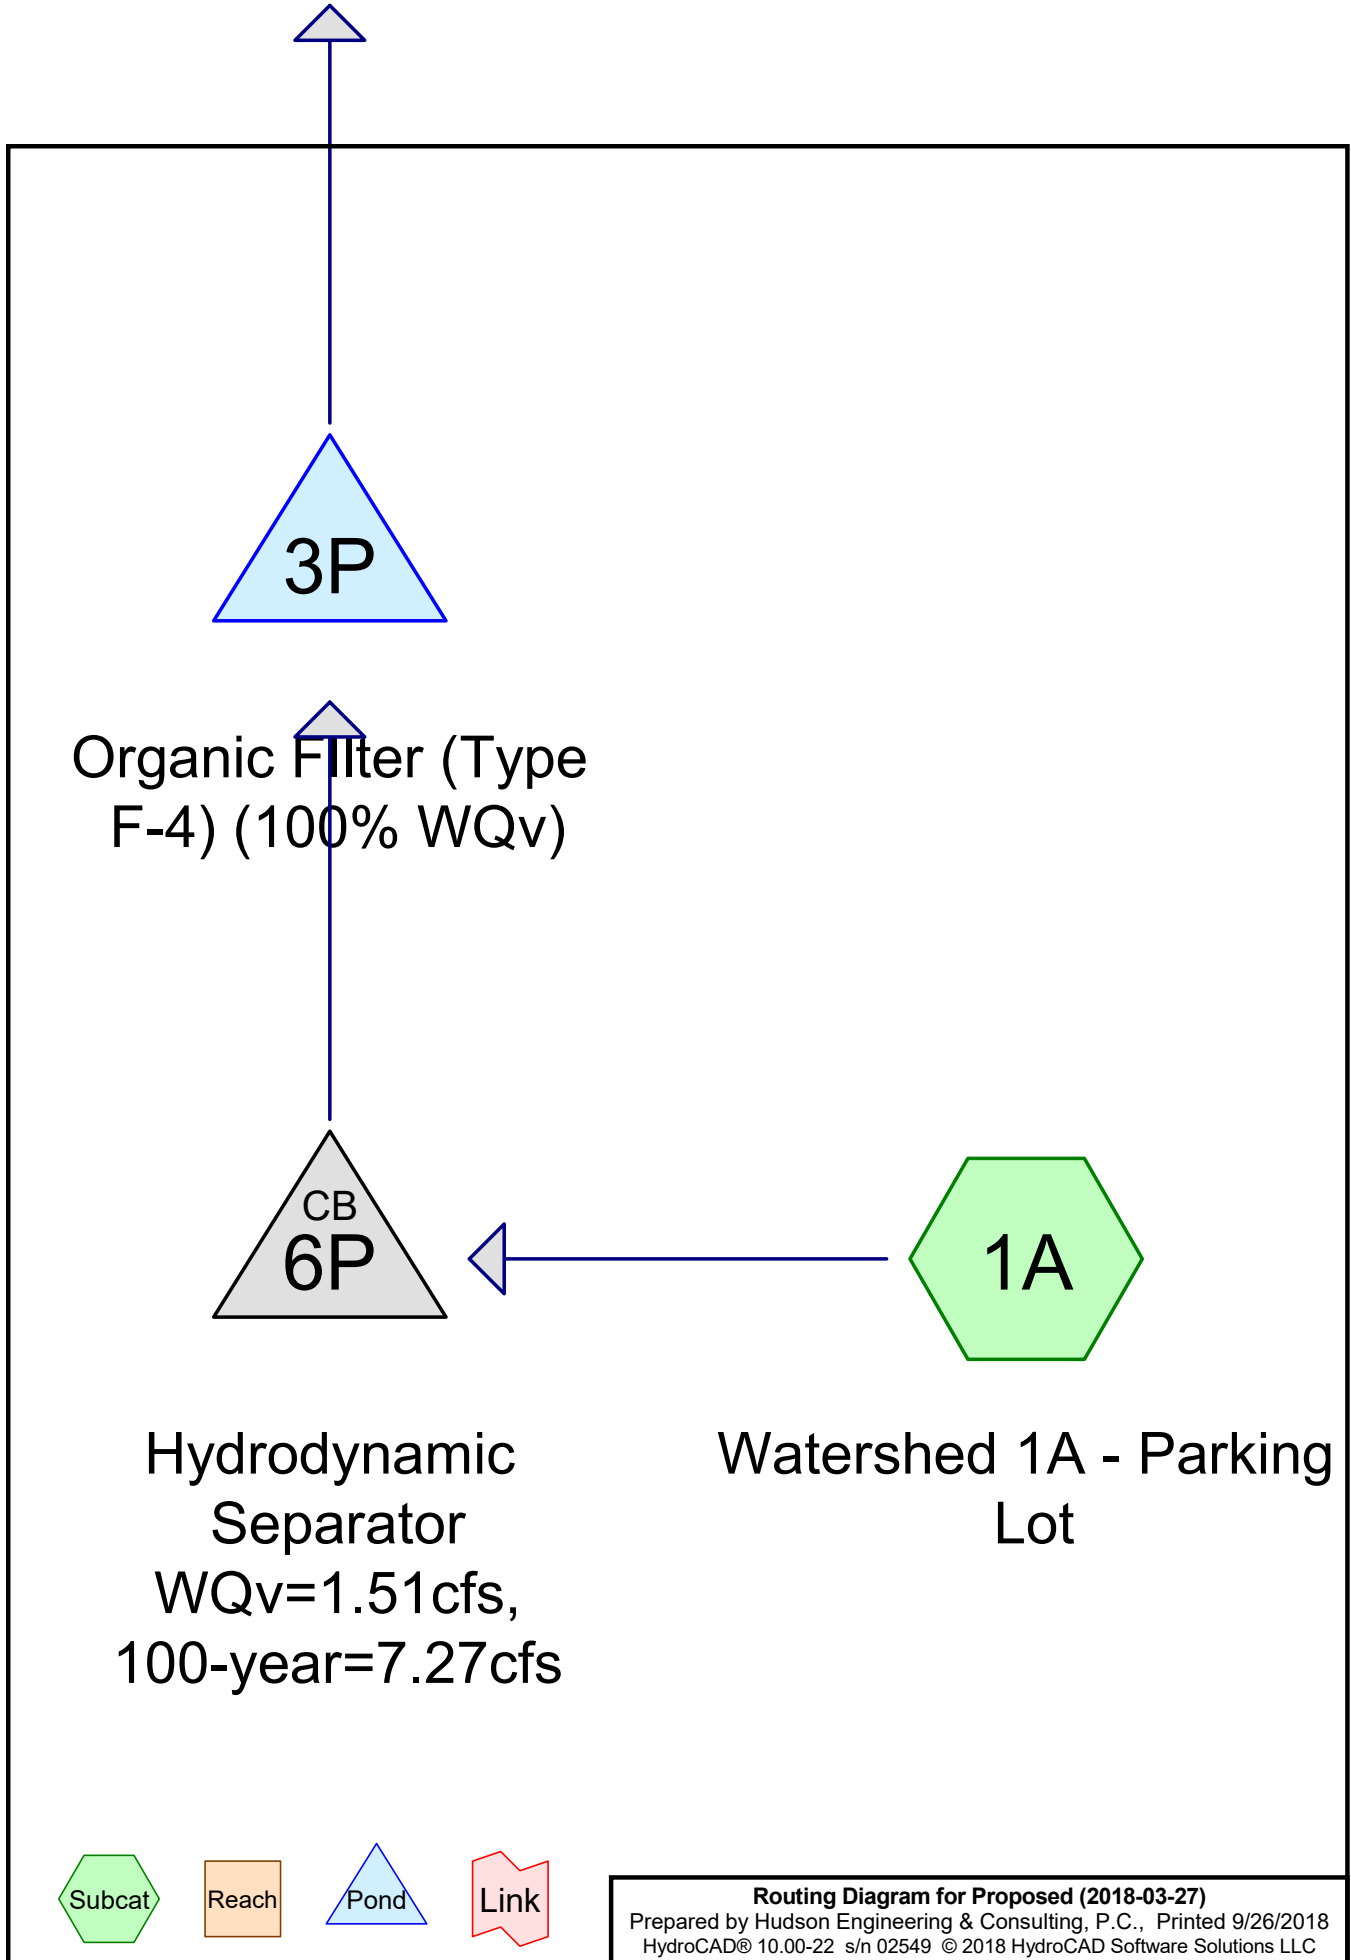 3P
Organic FIlter (Type
F-4) (100% WQv)
CB
6P
1A
Hydrodynamic
Separator
WQv=1.51cfs,
100-year=7.27cfs
Watershed 1A - Parking
Lot
Subcat
Reach
Pond
Link
Routing Diagram for Proposed (2018-03-27)
Prepared by Hudson Engineering & Consulting, P.C., Printed 9/26/2018
HydroCAD® 10.00-22 s/n 02549 © 2018 HydroCAD Software Solutions LLC